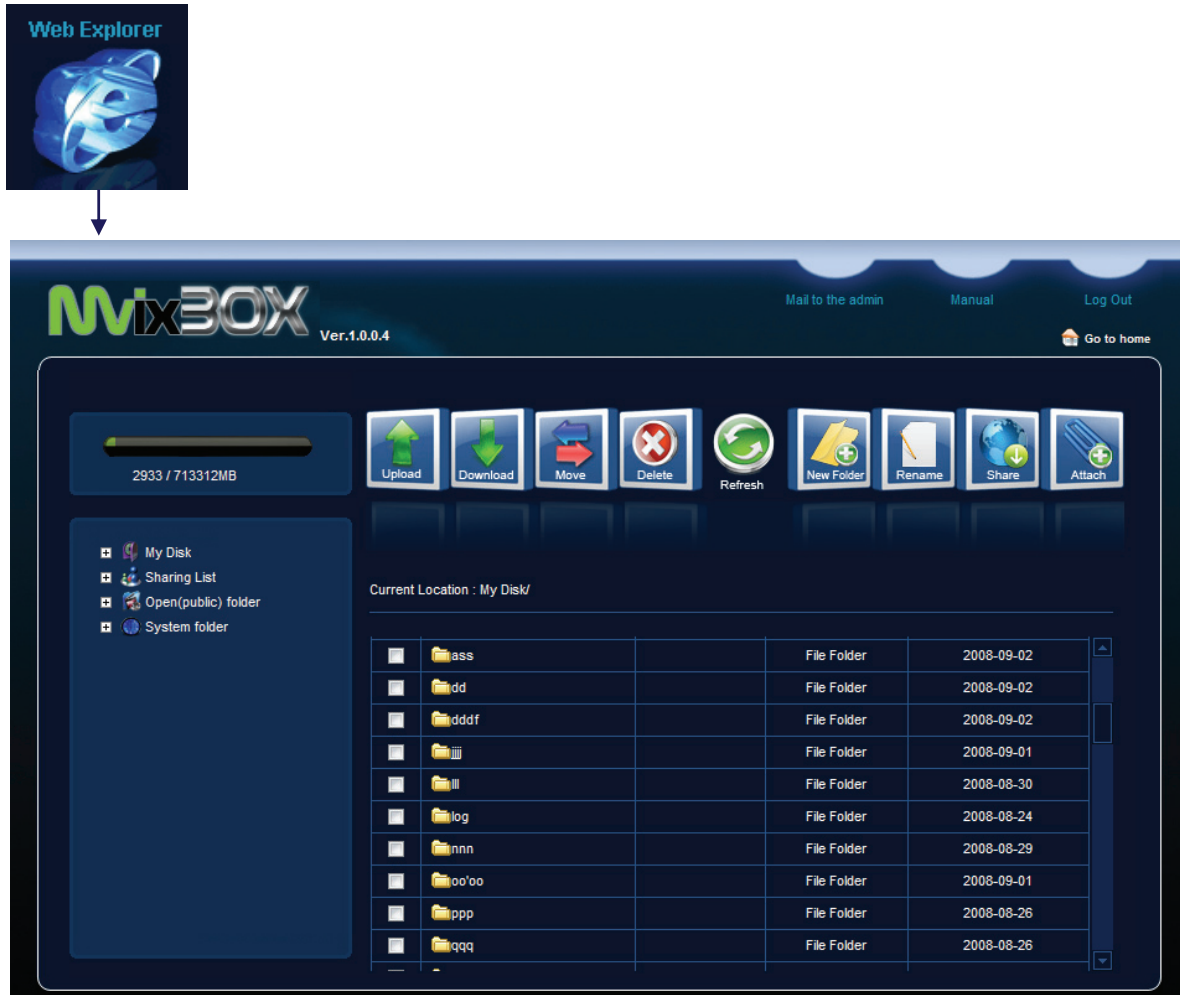 Web Explorer
MvixBOX Ver.1.0.0.4
Mail to the admin Manual Log Out
Go to home
2933 / 713312MB
Upload Download Move Delete Refresh New Folder Rename Share Attach
My Disk
Sharing List
Open(public) folder
System folder
Current Location : My Disk/
ass File Folder 2008-09-02
dd File Folder 2008-09-02
dddf File Folder 2008-09-02
jjjj File Folder 2008-09-01
lll File Folder 2008-08-30
log File Folder 2008-08-24
nnn File Folder 2008-08-29
oo'oo File Folder 2008-09-01
ppp File Folder 2008-08-26
qqq File Folder 2008-08-26